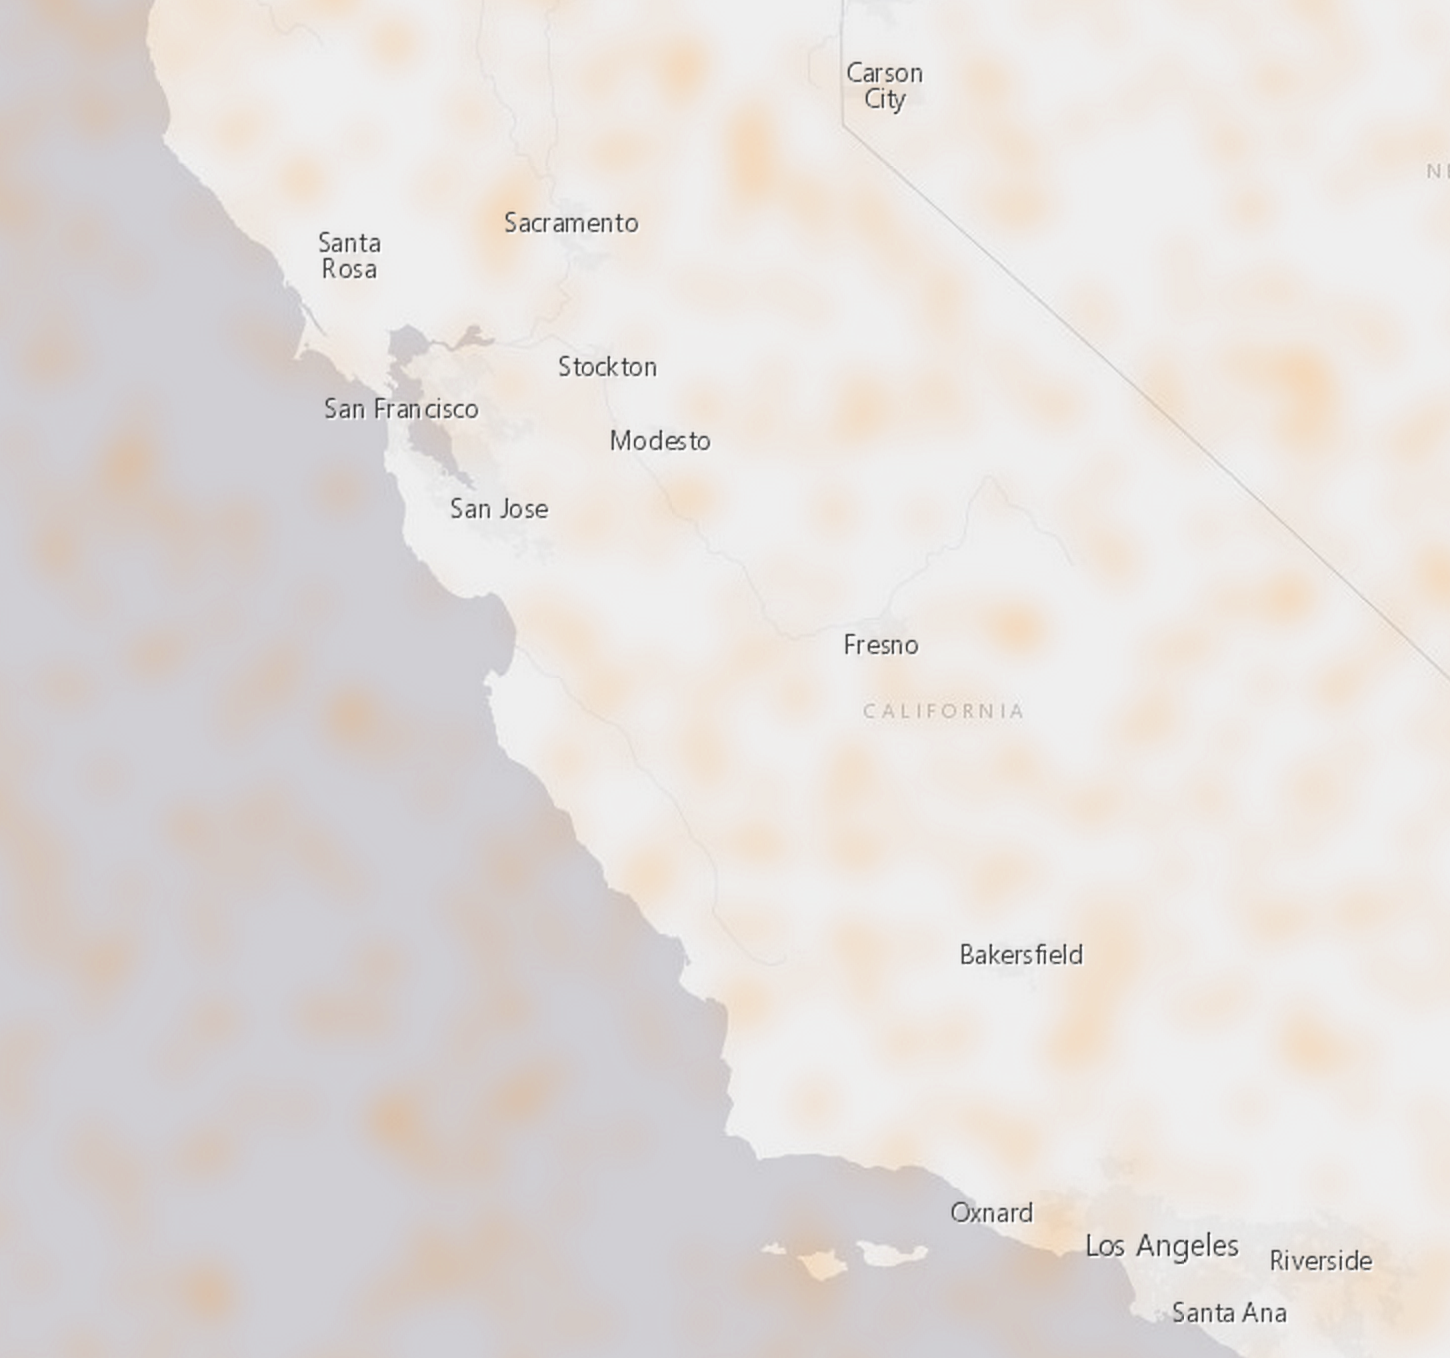 Carson
City
Sacramento
Santa
Rosa
Stockton
San Francisco
Modesto
San Jose
Fresno
CALIFORNIA
Bakersfield
Oxnard
Los Angeles
Riverside
Santa Ana